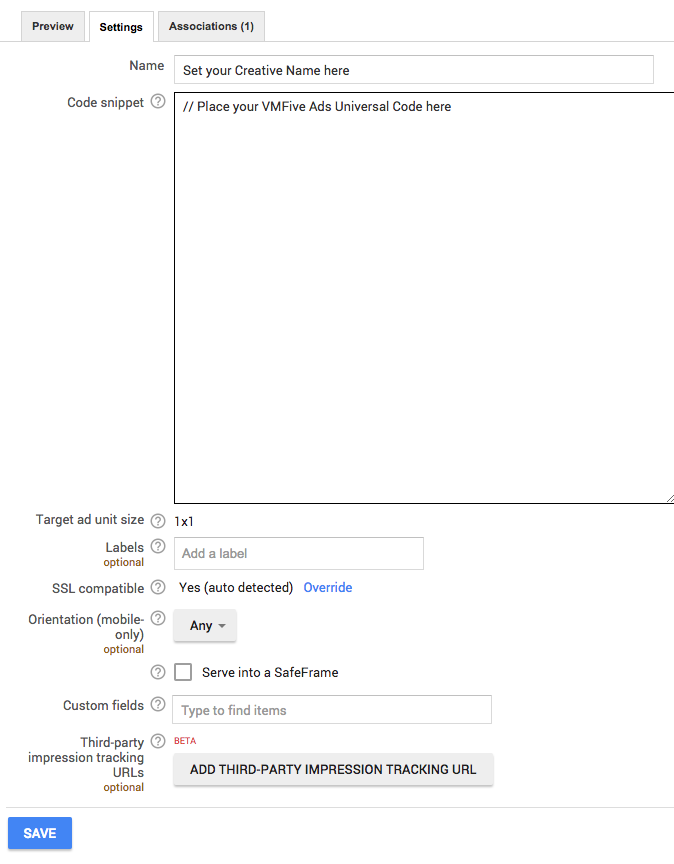 Preview Settings Associations (1)
Name Set your Creative Name here
Code snippet ? // Place your VMFive Ads Universal Code here
Target ad unit size ? 1x1
Labels ? Add a label
optional
SSL compatible ? Yes (auto detected) Override
Orientation (mobile- ? Any
only)
optional
? Serve into a SafeFrame
Custom fields ? Type to find items
Third-party ? BETA
impression tracking ADD THIRD-PARTY IMPRESSION TRACKING URL
URLs
optional
SAVE